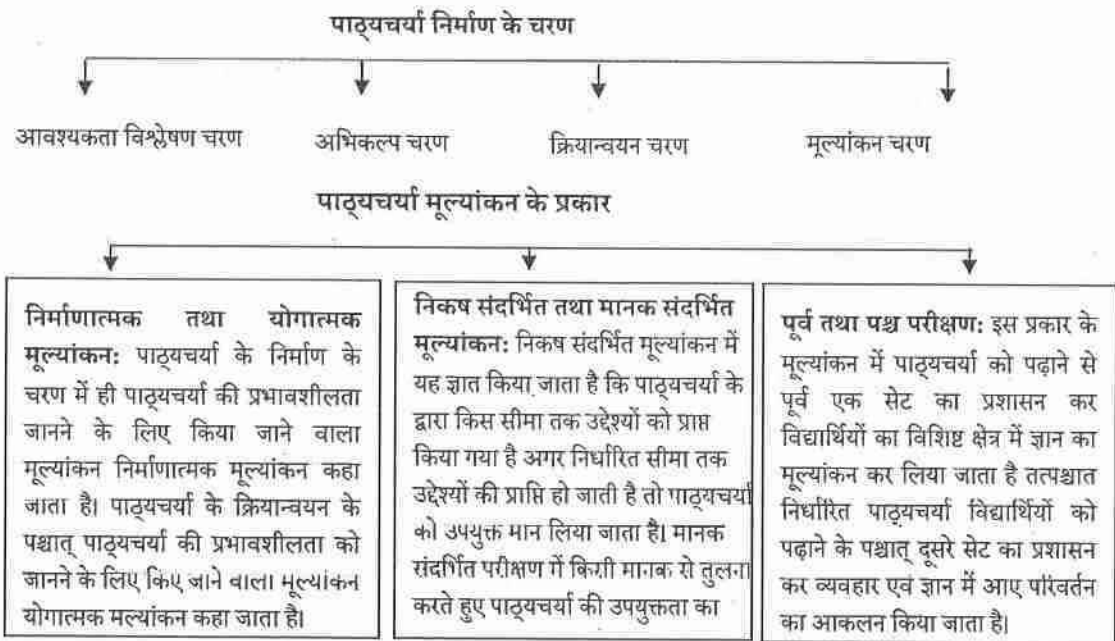 पाठ्यचर्या निर्माण के चरण
आवश्यकता विश्लेषण चरण
अभिकल्प चरण
क्रियान्वयन चरण
मूल्यांकन चरण
पाठ्यचर्या मूल्यांकन के प्रकार
निर्माणात्मक तथा योगात्मक
मूल्यांकन: पाठ्यचर्या के निर्माण के
चरण में ही पाठ्यचर्या की प्रभावशीलता
जानने के लिए किया जाने वाला
मूल्यांकन निर्माणात्मक मूल्यांकन कहा
जाता है। पाठ्यचर्या के क्रियान्वयन के
पश्चात् पाठ्यचर्या की प्रभावशीलता को
जानने के लिए किए जाने वाला मूल्यांकन
योगात्मक मल्यांकन कहा जाता है।
निकष संदर्भित तथा मानक संदर्भित
मूल्यांकन: निकष संदर्भित मूल्यांकन में
यह ज्ञात किया जाता है कि पाठ्यचर्या के
द्वारा किस सीमा तक उद्देश्यों को प्राप्त
किया गया है अगर निर्धारित सीमा तक
उद्देश्यों की प्राप्ति हो जाती है तो पाठ्यचर्या
को उपयुक्त मान लिया जाता है। मानक
संदर्भित परीक्षण में किसी मानक से तुलना
करते हुए पाठ्यचर्या की उपयुक्तता का
पूर्व तथा पश्च परीक्षण: इस प्रकार के
मूल्यांकन में पाठ्यचर्या को पढ़ाने से
पूर्व एक सेट का प्रशासन कर
विद्यार्थियों का विशिष्ट क्षेत्र में ज्ञान का
मूल्यांकन कर लिया जाता है तत्पश्चात
निर्धारित पाठ्यचर्या विद्यार्थियों को
पढ़ाने के पश्चात् दूसरे सेट का प्रशासन
कर व्यवहार एवं ज्ञान में आए परिवर्तन
का आकलन किया जाता है।